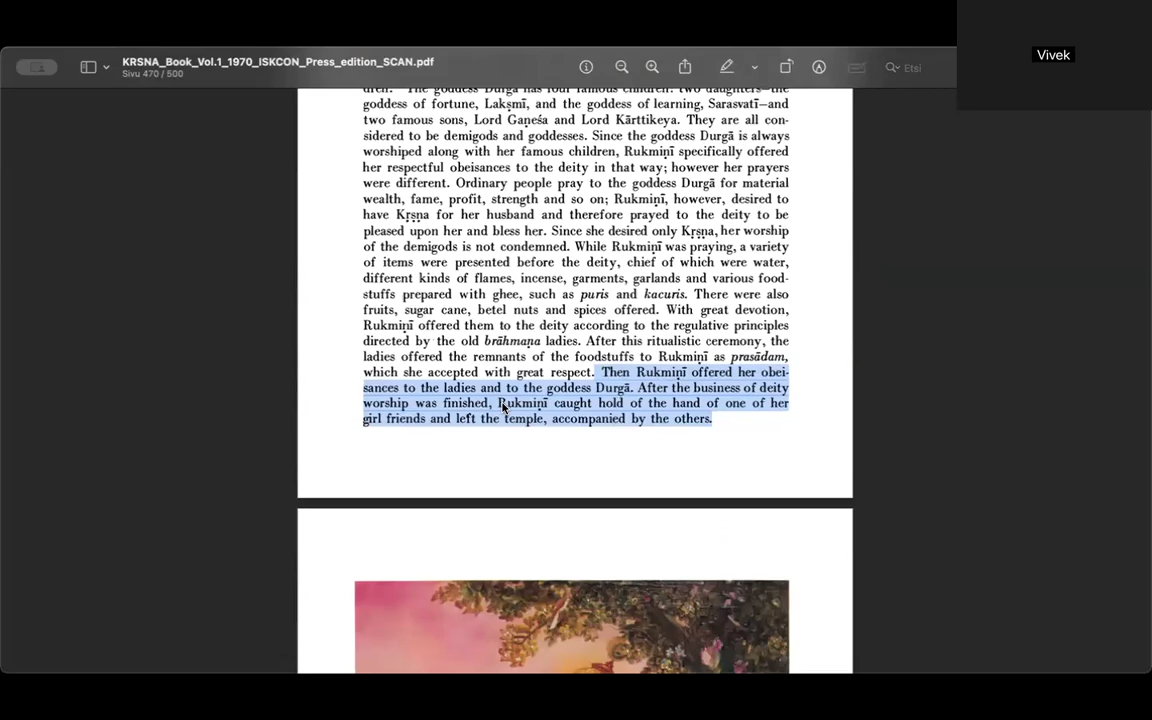 Vivek
KRSNA_Book_Vol.1_1970_ISKCON_Press_edition_SCAN.pdf
Sivu 470 / 500
Etsi
dren." The goddess Durgā has four famous children: two daughters—the
goddess of fortune, Lakṣmī, and the goddess of learning, Sarasvatī—and
two famous sons, Lord Gaṇeśa and Lord Kārttikeya. They are all con-
sidered to be demigods and goddesses. Since the goddess Durgā is always
worshiped along with her famous children, Rukmiṇī specifically offered
her respectful obeisances to the deity in that way; however her prayers
were different. Ordinary people pray to the goddess Durgā for material
wealth, fame, profit, strength and so on; Rukmiṇī, however, desired to
have Kṛṣṇa for her husband and therefore prayed to the deity to be
pleased upon her and bless her. Since she desired only Kṛṣṇa, her worship
of the demigods is not condemned. While Rukmiṇī was praying, a variety
of items were presented before the deity, chief of which were water,
different kinds of flames, incense, garments, garlands and various food-
stuffs prepared with ghee, such as puris and kacuris. There were also
fruits, sugar cane, betel nuts and spices offered. With great devotion,
Rukmiṇī offered them to the deity according to the regulative principles
directed by the old brāhmaṇa ladies. After this ritualistic ceremony, the
ladies offered the remnants of the foodstuffs to Rukmiṇī as prasādam,
which she accepted with great respect. Then Rukmiṇī offered her obei-
sances to the ladies and to the goddess Durgā. After the business of deity
worship was finished, Rukmiṇī caught hold of the hand of one of her
girl friends and left the temple, accompanied by the others.